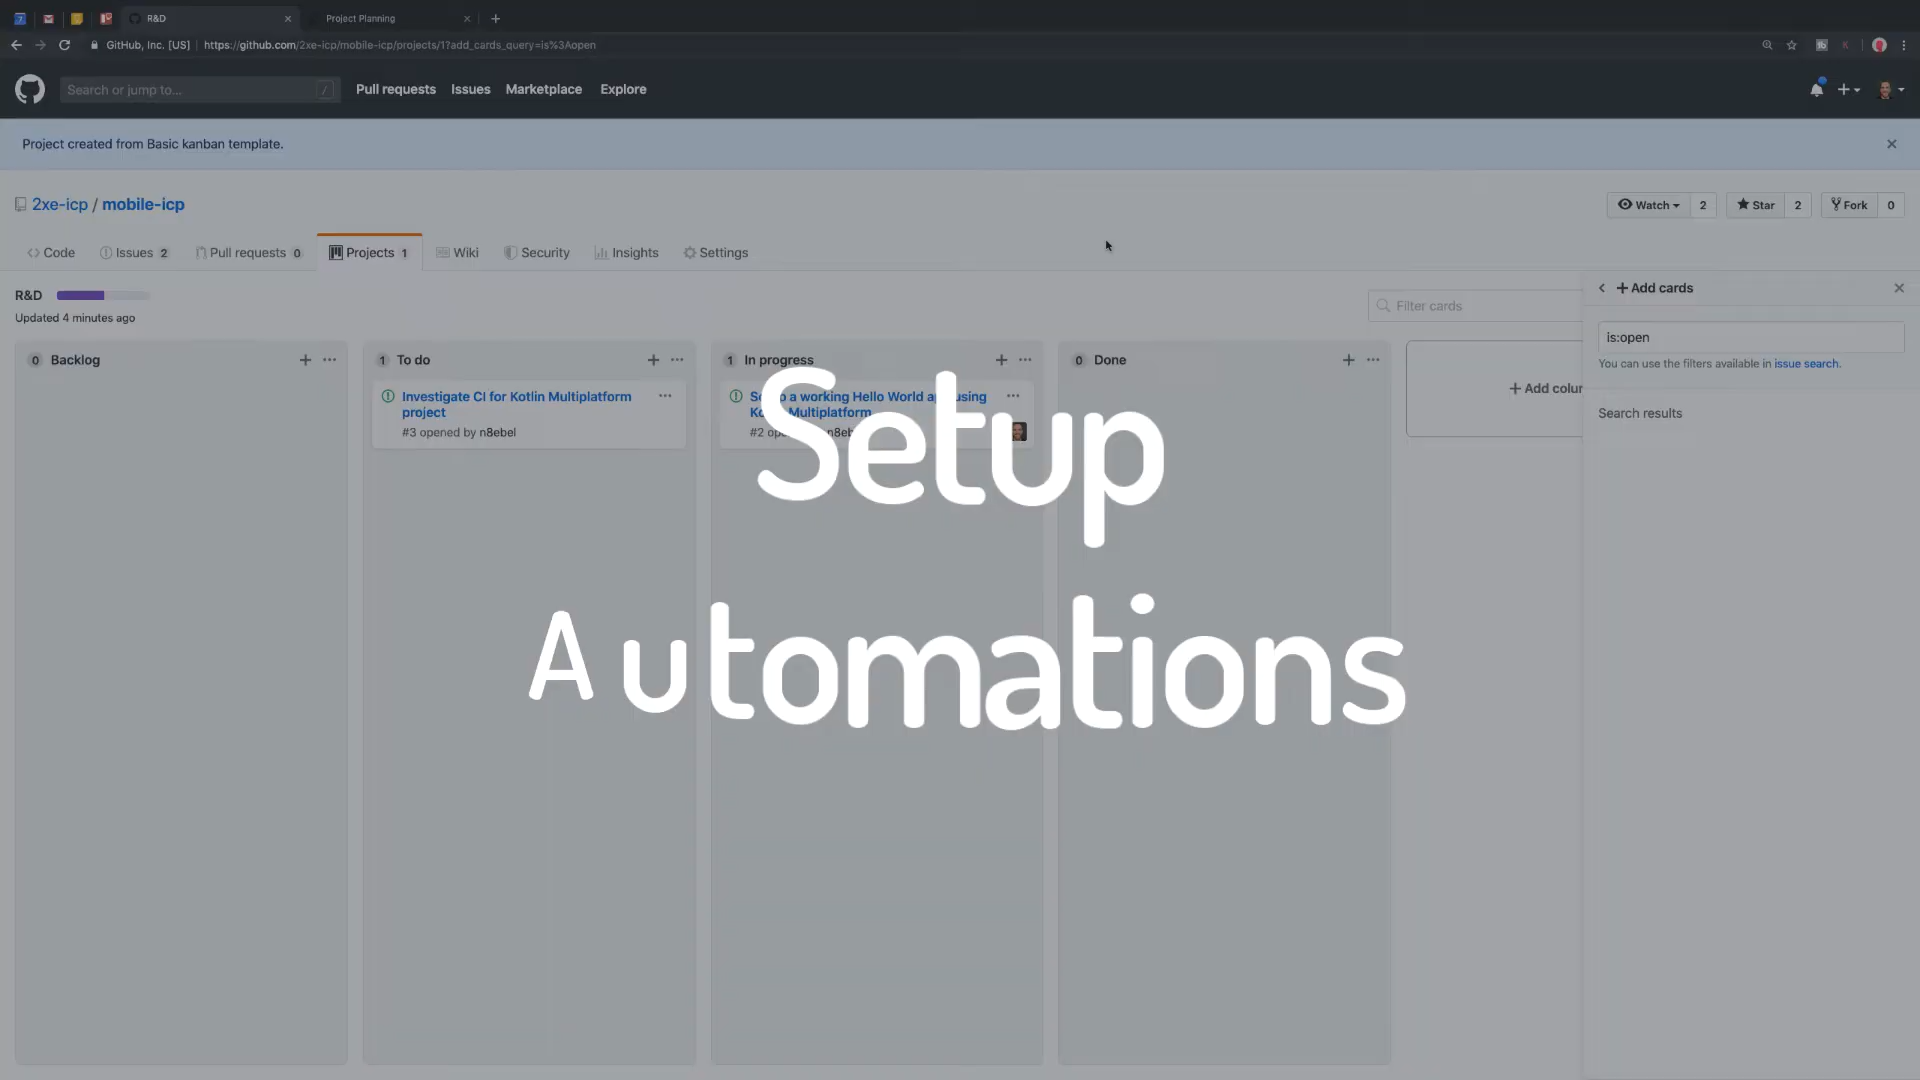 R&D
Project Planning
GitHub, Inc. [US]
https://github.com/2xe-icp/mobile-icp/projects/1?add_cards_query=is%3Aopen
Search or jump to...
/
Pull requests
Issues
Marketplace
Explore
Project created from Basic kanban template.
2xe-icp / mobile-icp
Watch 2
Star 2
Fork 0
Code
Issues 2
Pull requests 0
Projects 1
Wiki
Security
Insights
Settings
R&D
Updated 4 minutes ago
Filter cards
Add cards
is:open
You can use the filters available in issue search.
Search results
0 Backlog
1 To do
Investigate CI for Kotlin Multiplatform
project
#3 opened by n8ebel
1 In progress
a working Hello World using
Multiplatform
#2
0 Done
Add colu
Setup
Automations